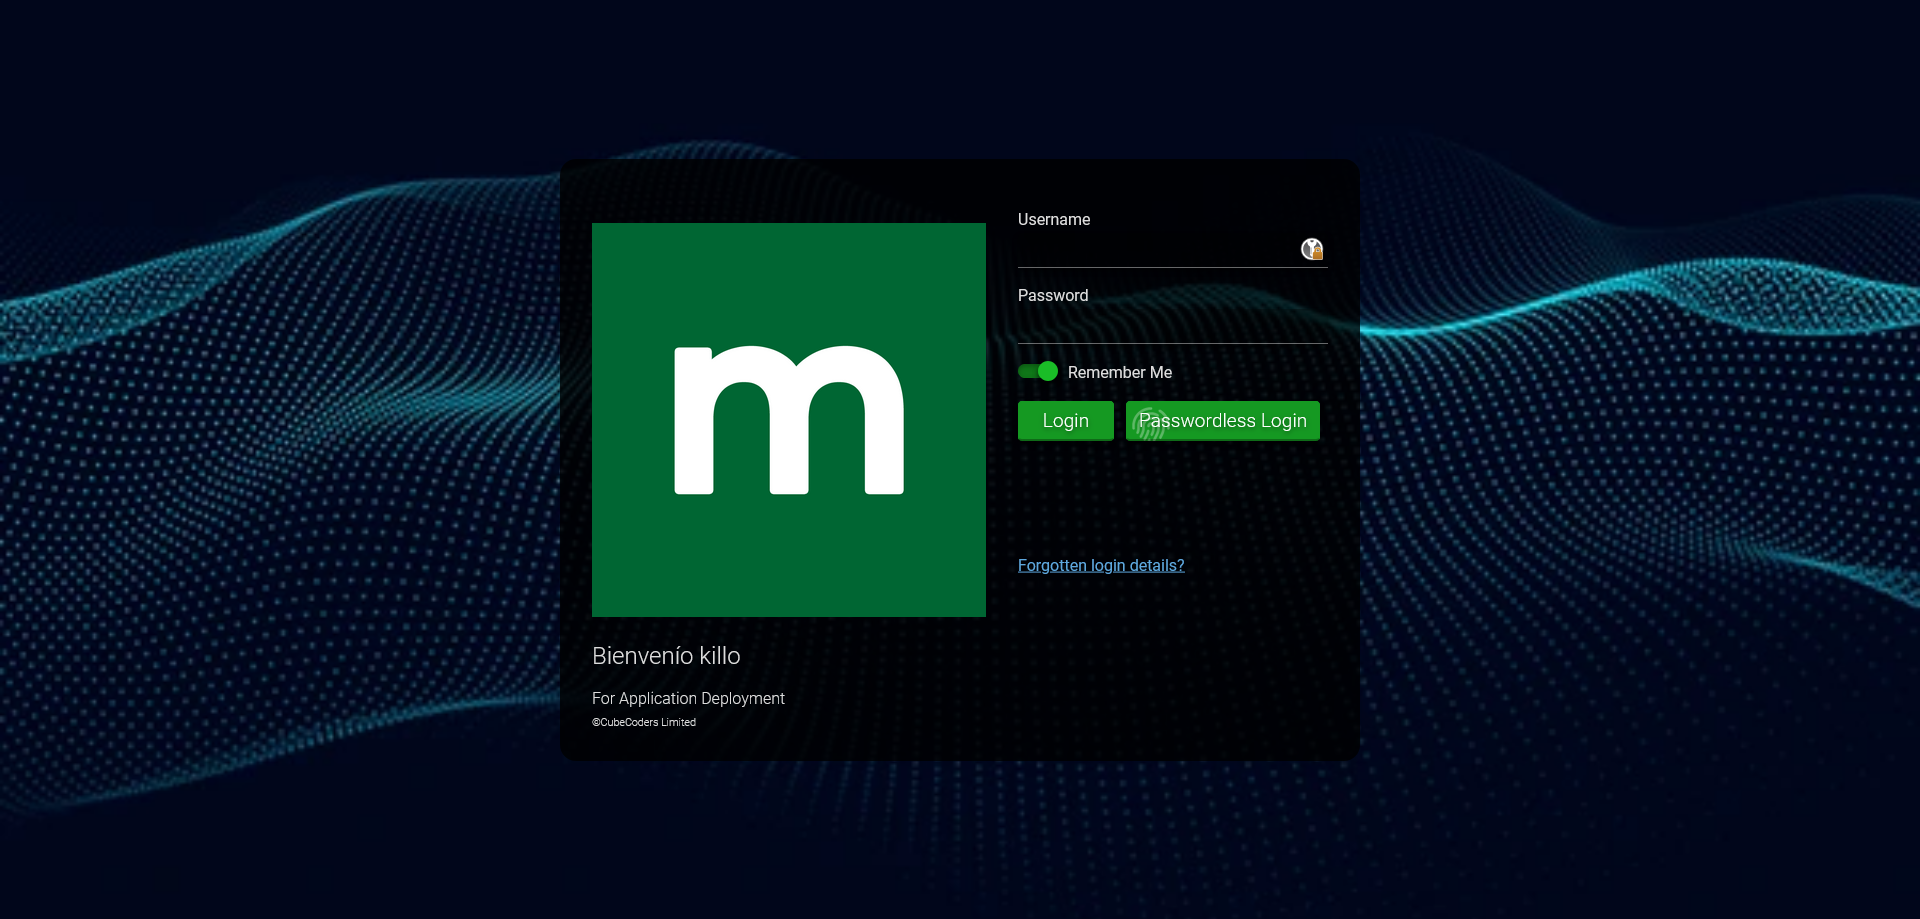 m
Bienvenío killo
For Application Deployment
©CubeCoders Limited
Username
Password
Remember Me
Login
Passwordless Login
Forgotten login details?